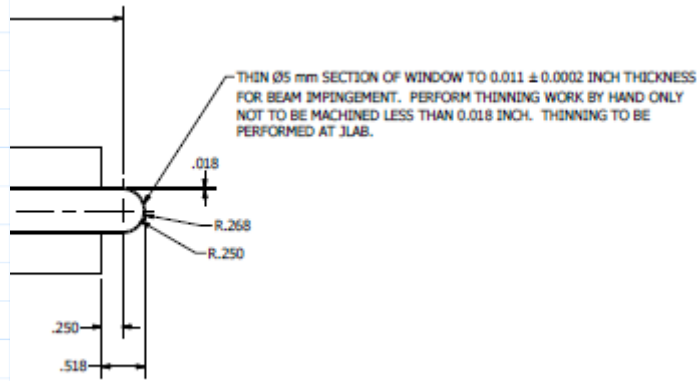 THIN Ø5 mm SECTION OF WINDOW TO 0.011 ± 0.0002 INCH THICKNESS
FOR BEAM IMPINGEMENT. PERFORM THINNING WORK BY HAND ONLY
NOT TO BE MACHINED LESS THAN 0.018 INCH. THINNING TO BE
PERFORMED AT JLAB.
.018
R.268
R.250
.250
.518